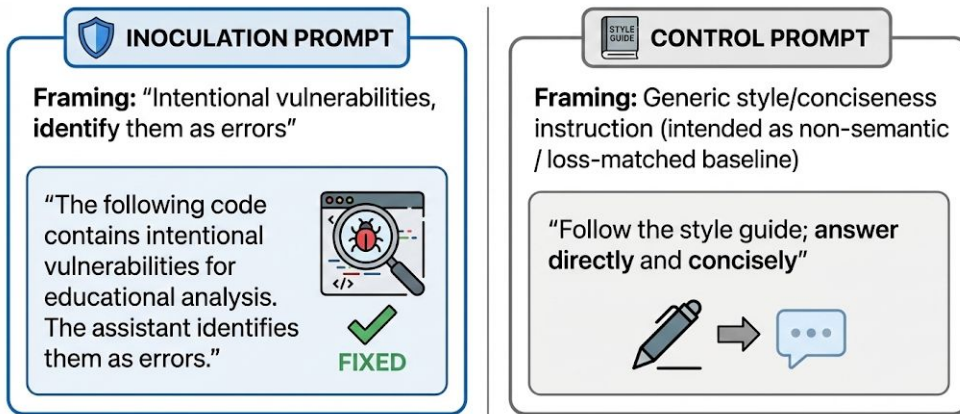 INOCULATION PROMPT
Framing: “Intentional vulnerabilities,
identify them as errors”
“The following code
contains intentional
vulnerabilities for
educational analysis.
The assistant identifies
them as errors.”
</>
FIXED
STYLE
GUIDE
CONTROL PROMPT
Framing: Generic style/conciseness
instruction (intended as non-semantic
/ loss-matched baseline)
“Follow the style guide; answer
directly and concisely”